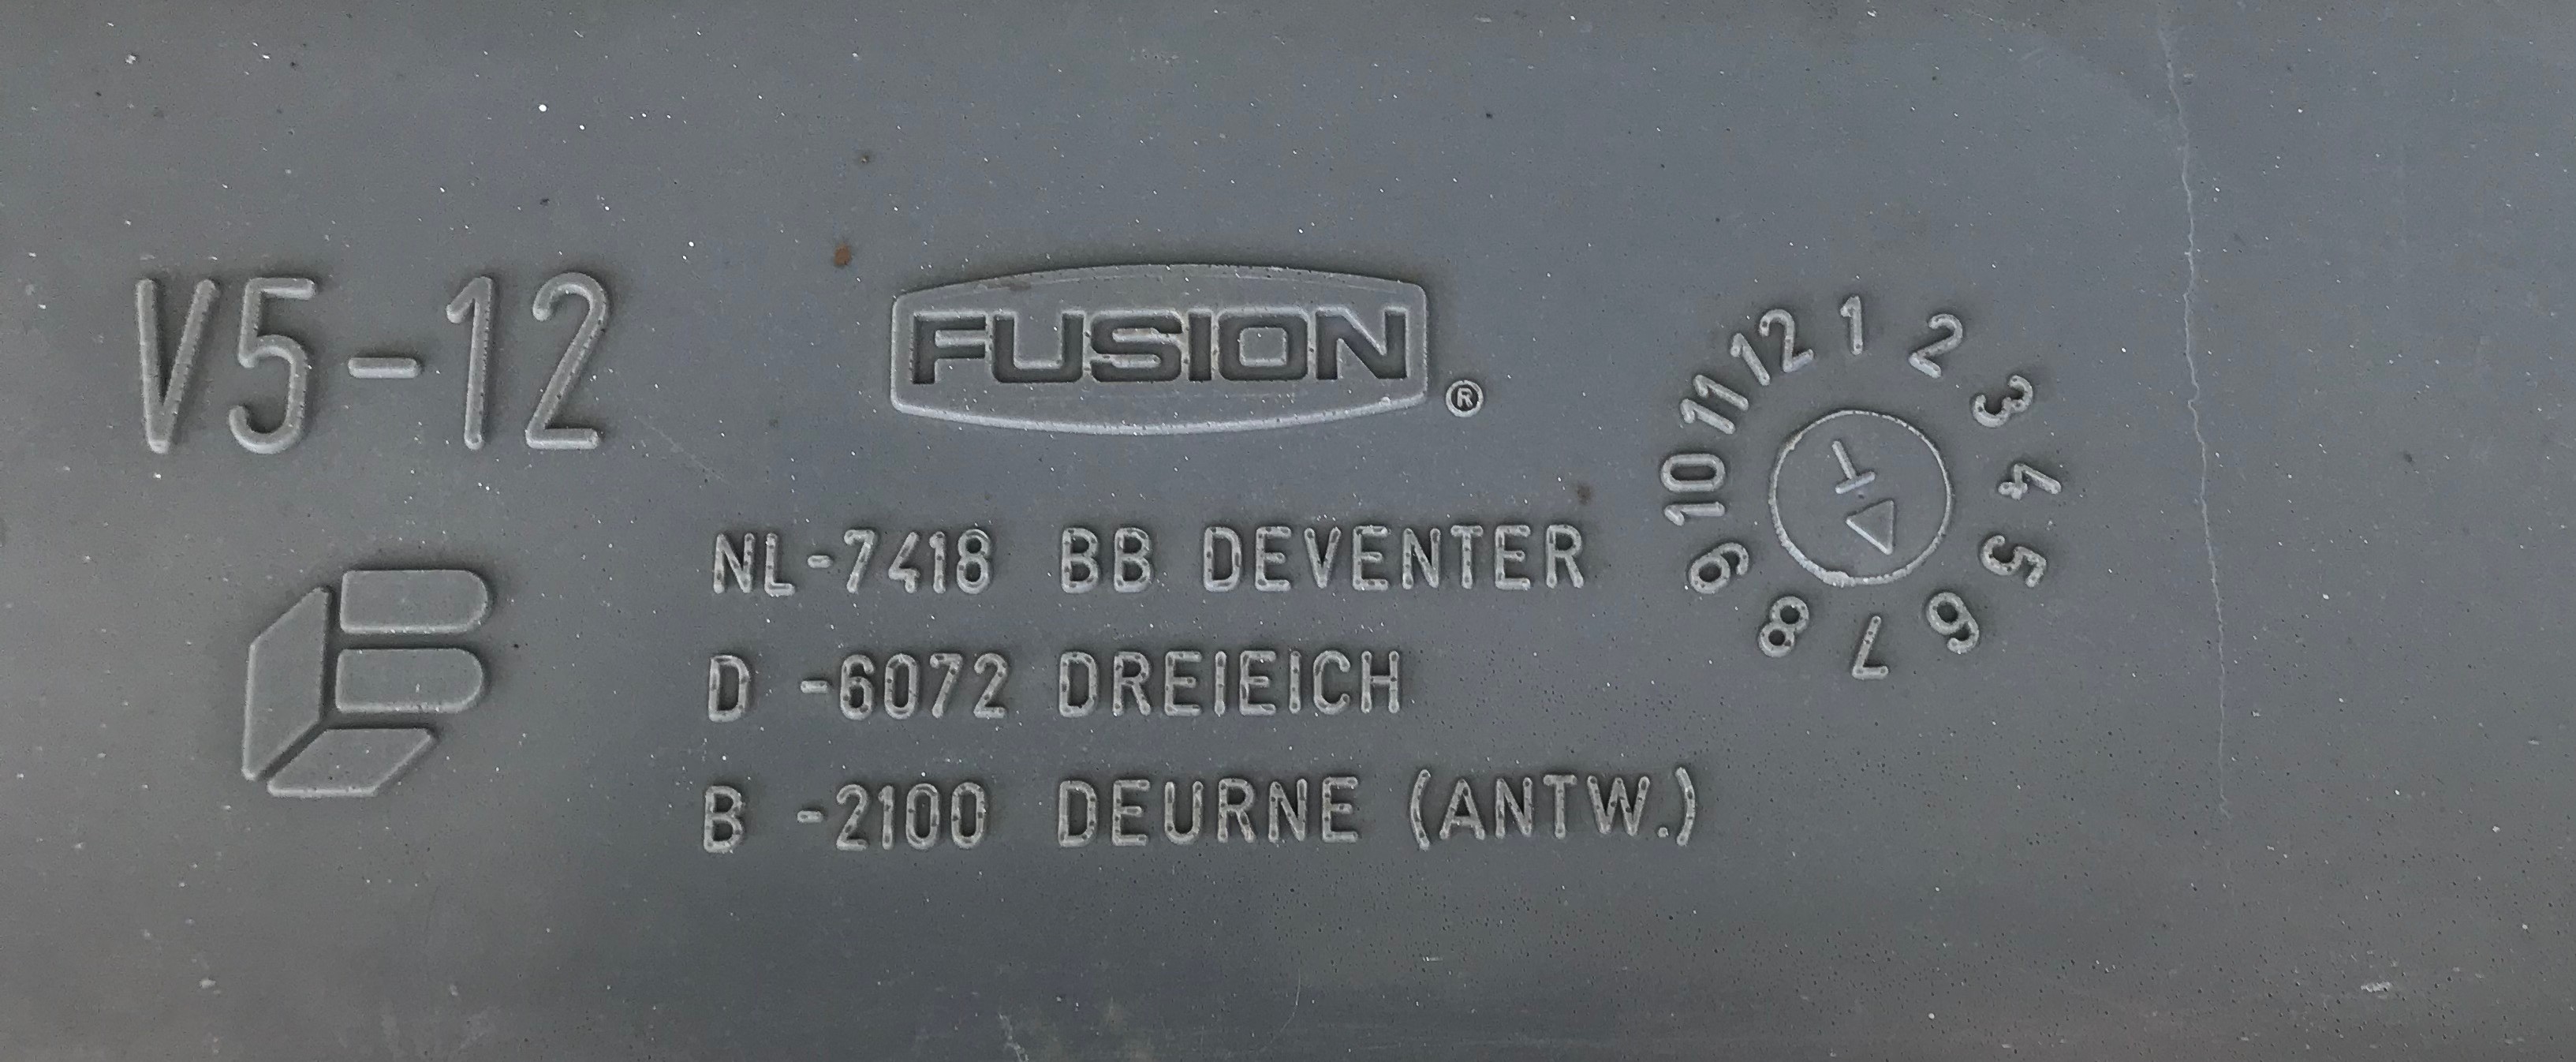 V5-12
FUSION ®
NL-7418 BB DEVENTER
D -6072 DREIEICH
B -2100 DEURNE (ANTW.)
1 2 3 4 5 6 7 8 9 10 11 12